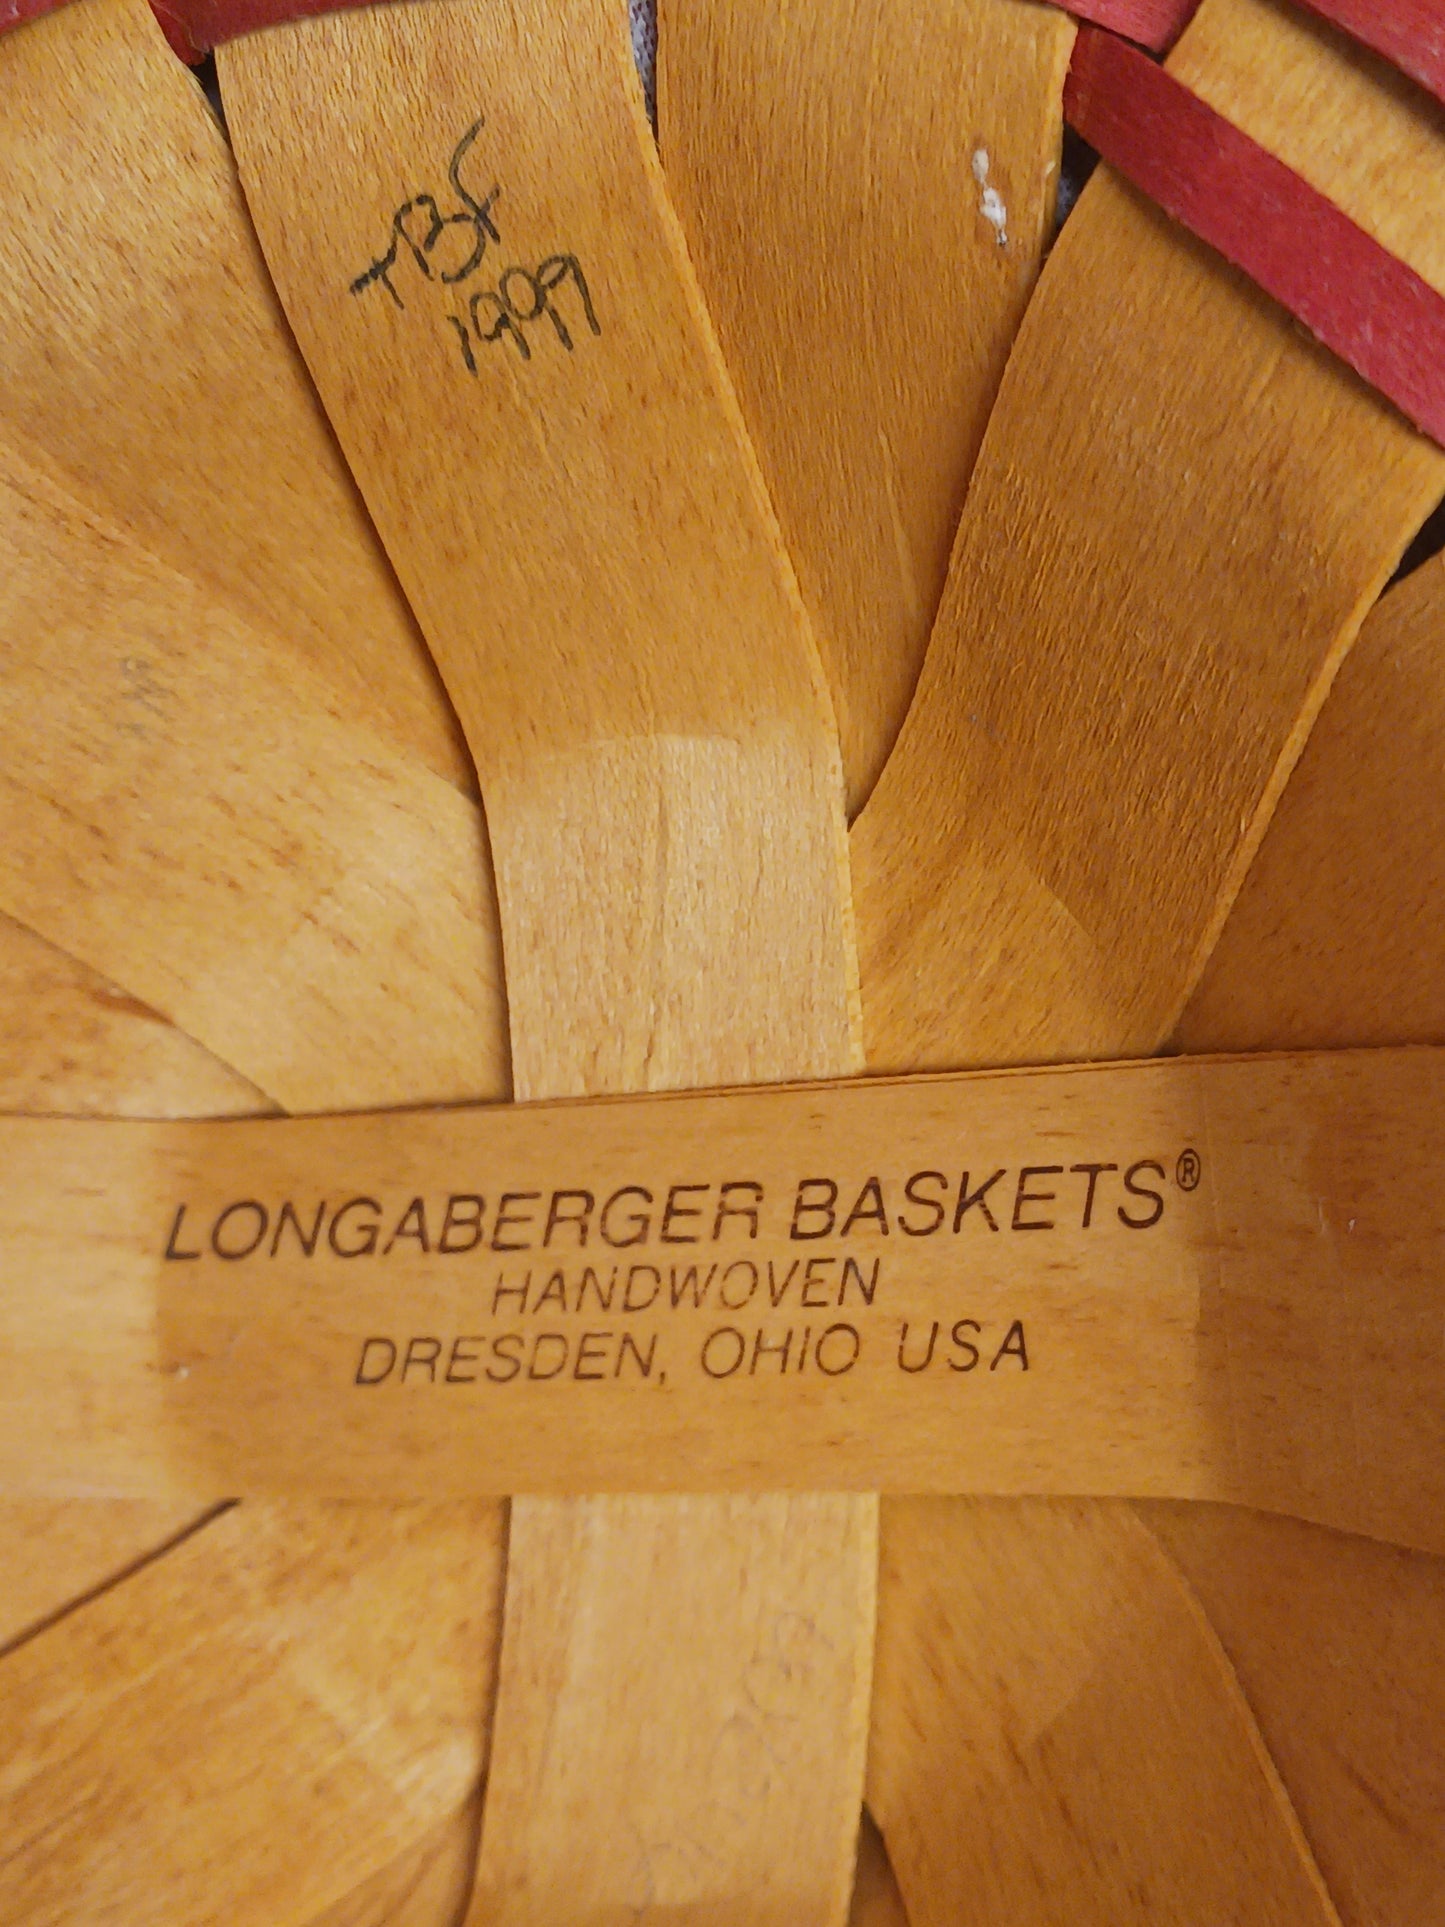 TBF
1999
LONGABERGER BASKETS®
HANDWOVEN
DRESDEN, OHIO USA